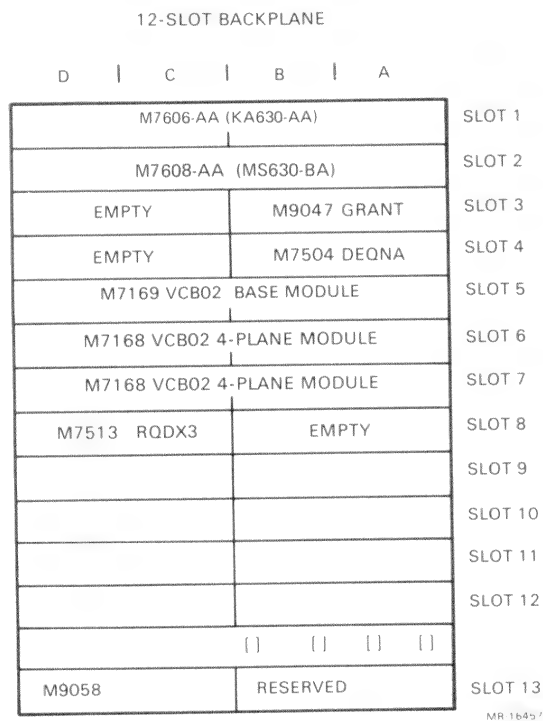 12-SLOT BACKPLANE
D | C | B | A
M7606-AA (KA630-AA) SLOT 1
M7608-AA (MS630-BA) SLOT 2
EMPTY M9047 GRANT SLOT 3
EMPTY M7504 DEQNA SLOT 4
M7169 VCB02 BASE MODULE SLOT 5
M7168 VCB02 4-PLANE MODULE SLOT 6
M7168 VCB02 4-PLANE MODULE SLOT 7
M7513 RQDX3 EMPTY SLOT 8
SLOT 9
SLOT 10
SLOT 11
SLOT 12
[ ] [ ] [ ] [ ]
M9058 RESERVED SLOT 13